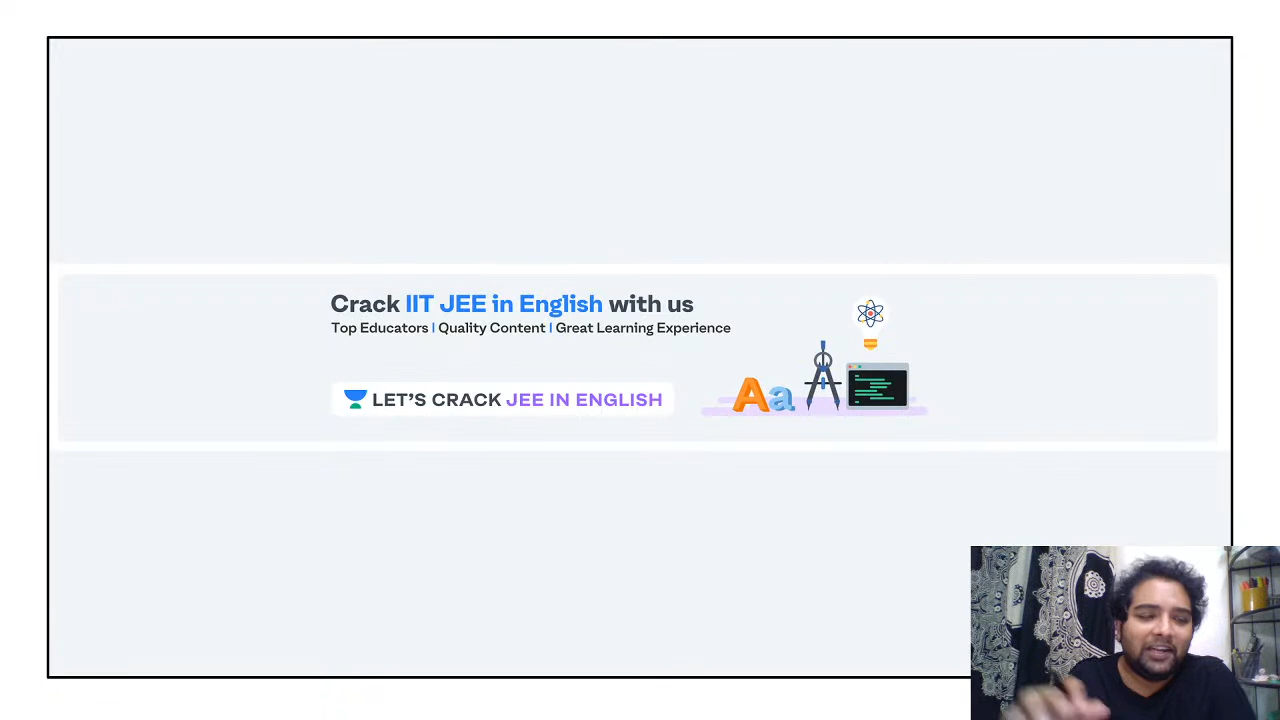 Crack IIT JEE in English with us
Top Educators | Quality Content | Great Learning Experience
LET'S CRACK JEE IN ENGLISH
Aa